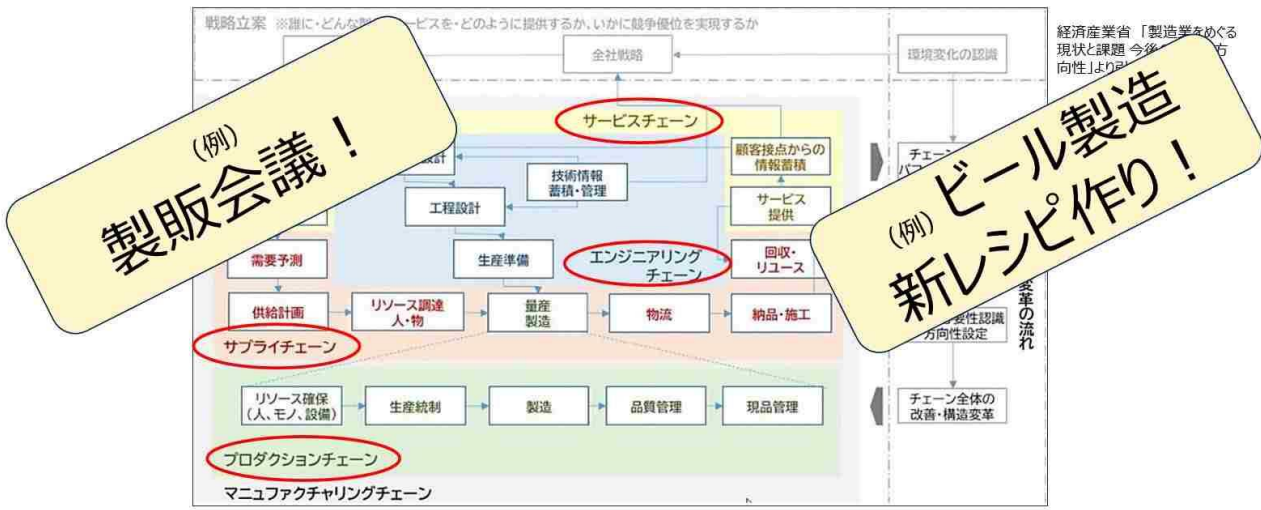 戦略立案 ※誰に・どんな製 サービスを・どのように提供するか、いかに競争優位を実現するか
経済産業省 「製造業をめぐる
現状と課題 今後 方
向性」より引
全社戦略
環境変化の認識
(例)
製販会議!
(例) ビール製造
新レシピ作り!
サービスチェーン
設計
技術情報
蓄積・管理
顧客接点からの
情報蓄積
チェーン
パフ
工程設計
サービス
提供
需要予測
生産準備
エンジニアリング
チェーン
回収・
リユース
供給計画
リソース調達
人・物
量産
製造
物流
納品・施工
要性認識
方向性設定
変革の流れ
サプライチェーン
リソース確保
(人、モノ、設備)
生産統制
製造
品質管理
現品管理
チェーン全体の
改善・構造変革
プロダクションチェーン
マニュファクチャリングチェーン